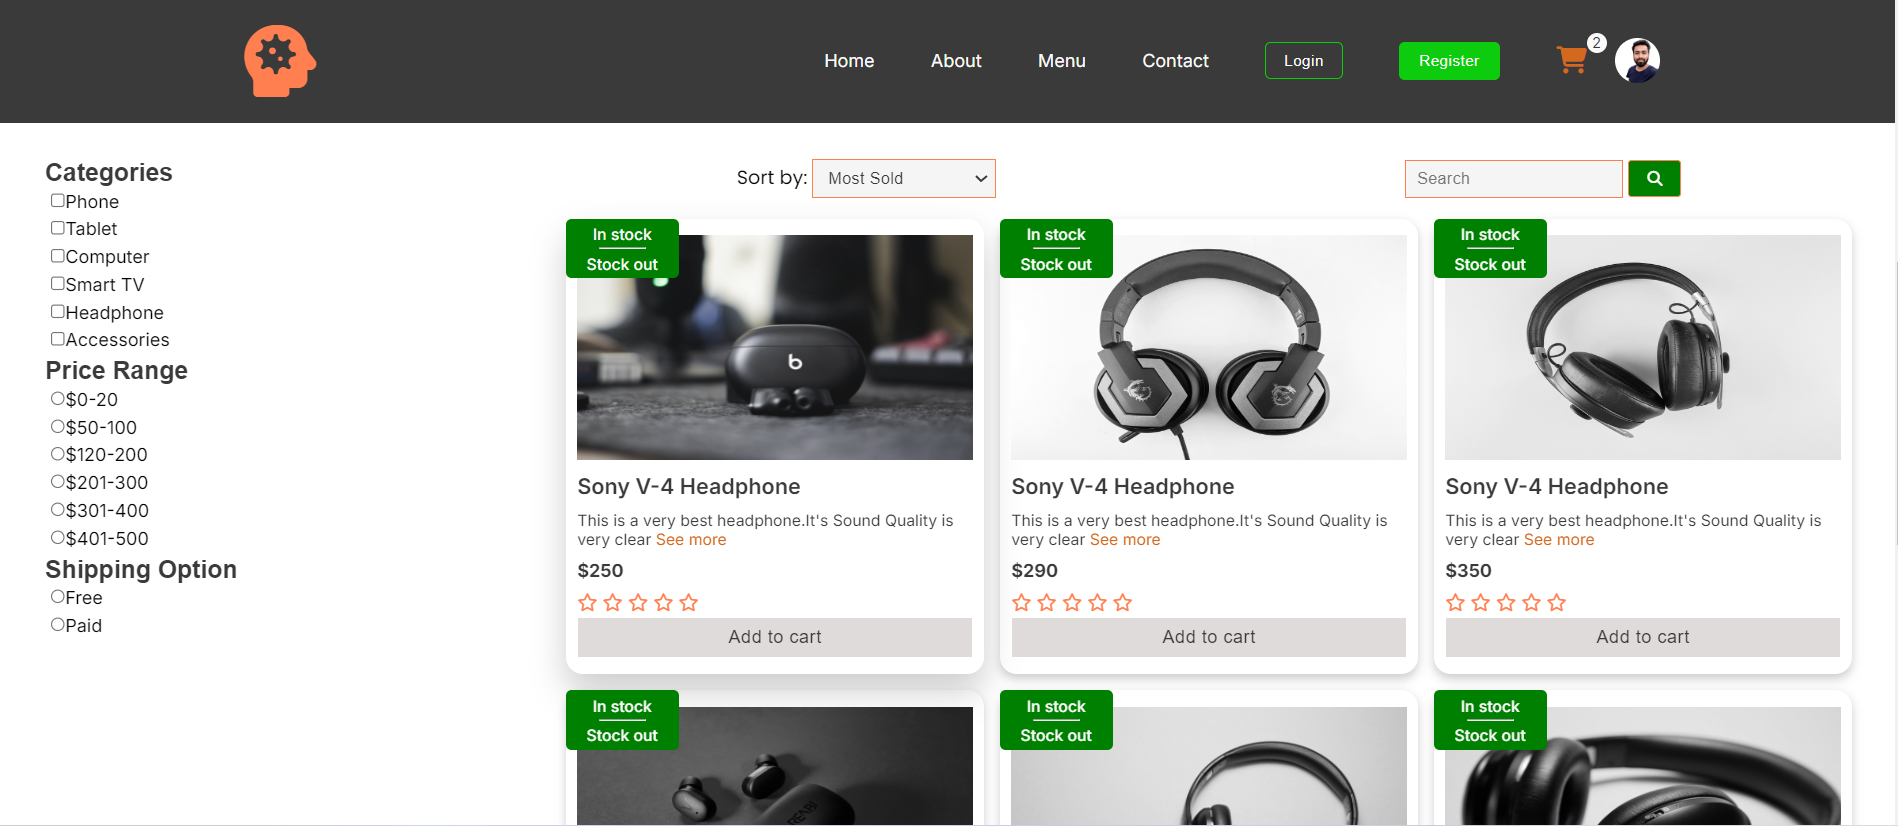 Home
About
Menu
Contact
Login
Register
2
Categories
Phone
Tablet
Computer
Smart TV
Headphone
Accessories
Price Range
$0-20
$50-100
$120-200
$201-300
$301-400
$401-500
Shipping Option
Free
Paid
Sort by:
Most Sold
Search
In stock
Stock out
b
Sony V-4 Headphone
This is a very best headphone.It's Sound Quality is
very clear See more
$250
Add to cart
In stock
Stock out
Sony V-4 Headphone
This is a very best headphone.It's Sound Quality is
very clear See more
$290
Add to cart
In stock
Stock out
Sony V-4 Headphone
This is a very best headphone.It's Sound Quality is
very clear See more
$350
Add to cart
In stock
Stock out
In stock
Stock out
In stock
Stock out